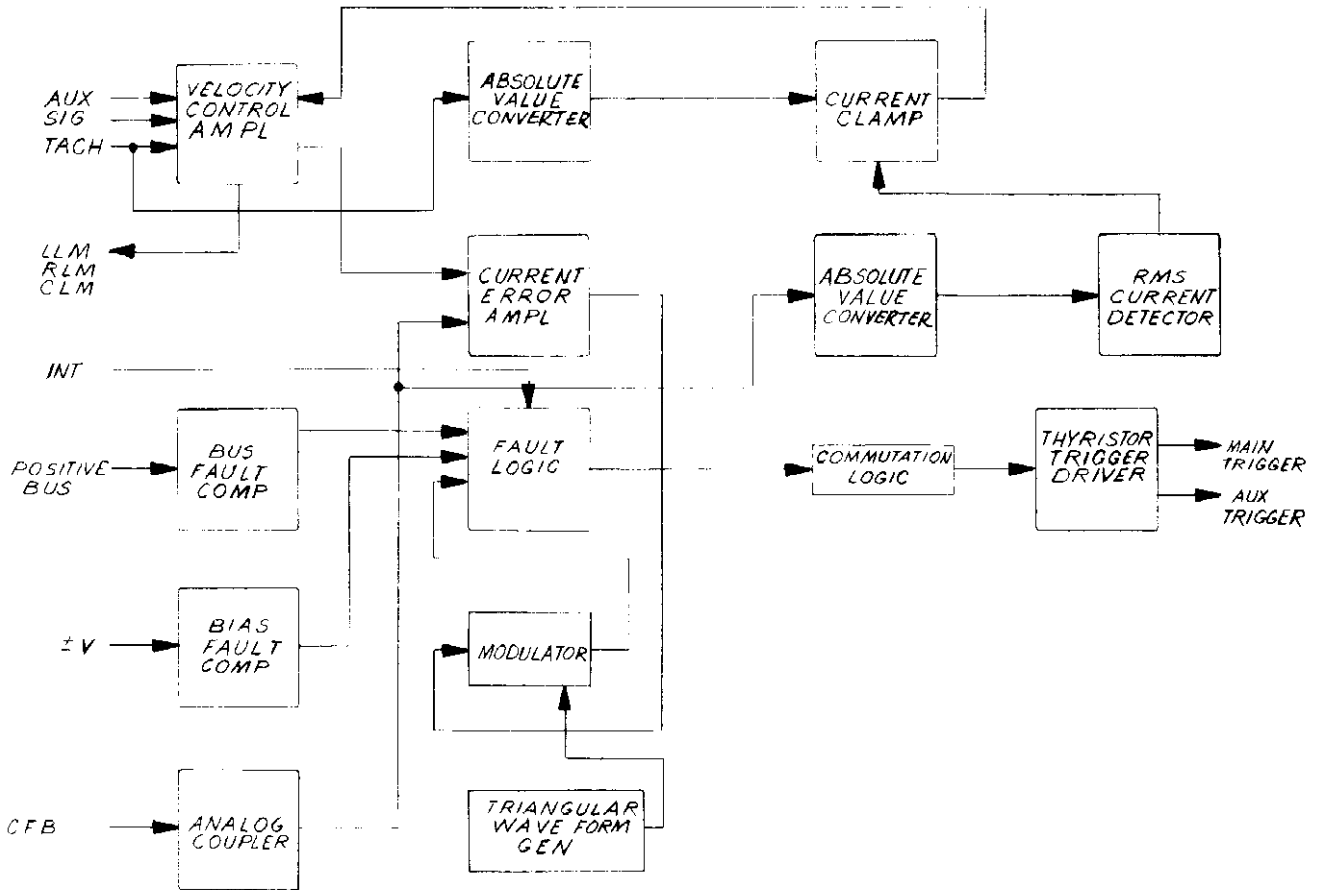 AUX
SIG
TACH
VELOCITY
CONTROL
AMPL
ABSOLUTE
VALUE
CONVERTER
CURRENT
CLAMP
LLM
RLM
CLM
CURRENT
ERROR
AMPL
ABSOLUTE
VALUE
CONVERTER
RMS
CURRENT
DETECTOR
INT
POSITIVE
BUS
BUS
FAULT
COMP
FAULT
LOGIC
COMMUTATION
LOGIC
THYRISTOR
TRIGGER
DRIVER
MAIN
TRIGGER
AUX
TRIGGER
±V
BIAS
FAULT
COMP
MODULATOR
CFB
ANALOG
COUPLER
TRIANGULAR
WAVE FORM
GEN